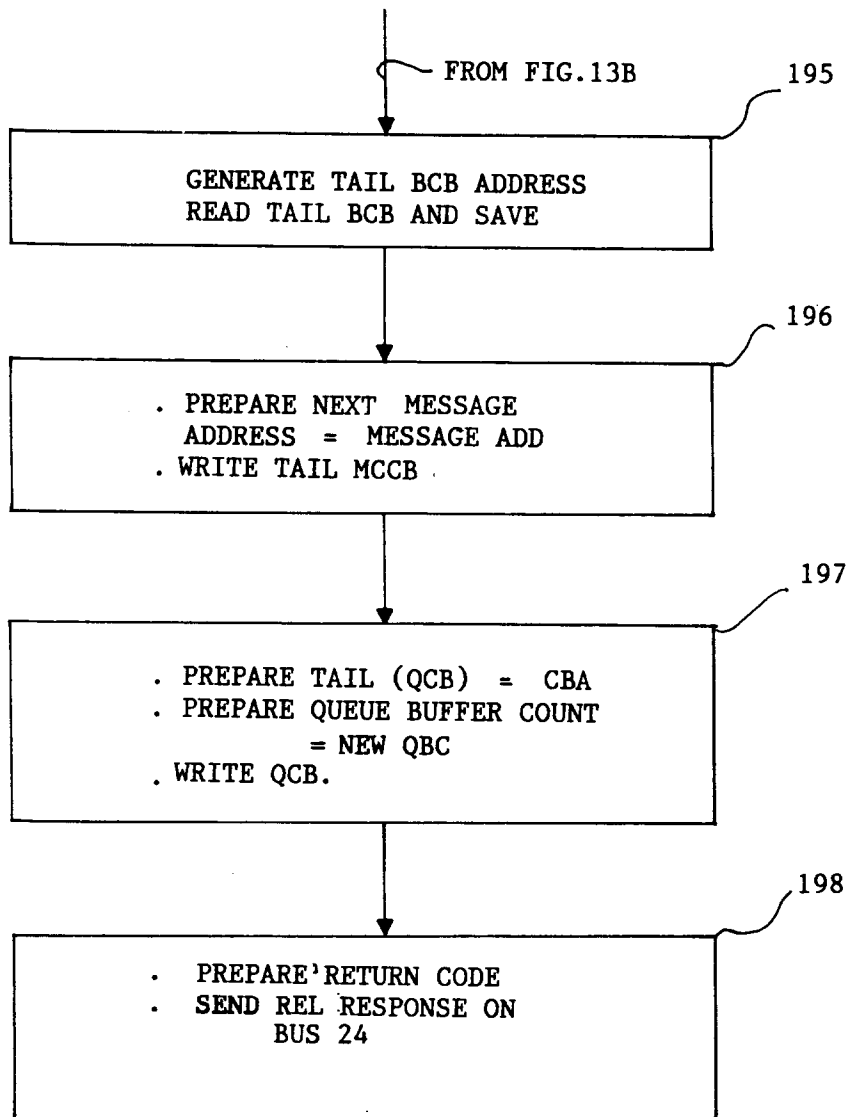 FROM FIG.13B
195
GENERATE TAIL BCB ADDRESS
READ TAIL BCB AND SAVE
196
. PREPARE NEXT MESSAGE
ADDRESS = MESSAGE ADD
. WRITE TAIL MCCB
197
. PREPARE TAIL (QCB) = CBA
. PREPARE QUEUE BUFFER COUNT
= NEW QBC
. WRITE QCB.
198
. PREPARE RETURN CODE
. SEND REL RESPONSE ON
BUS 24